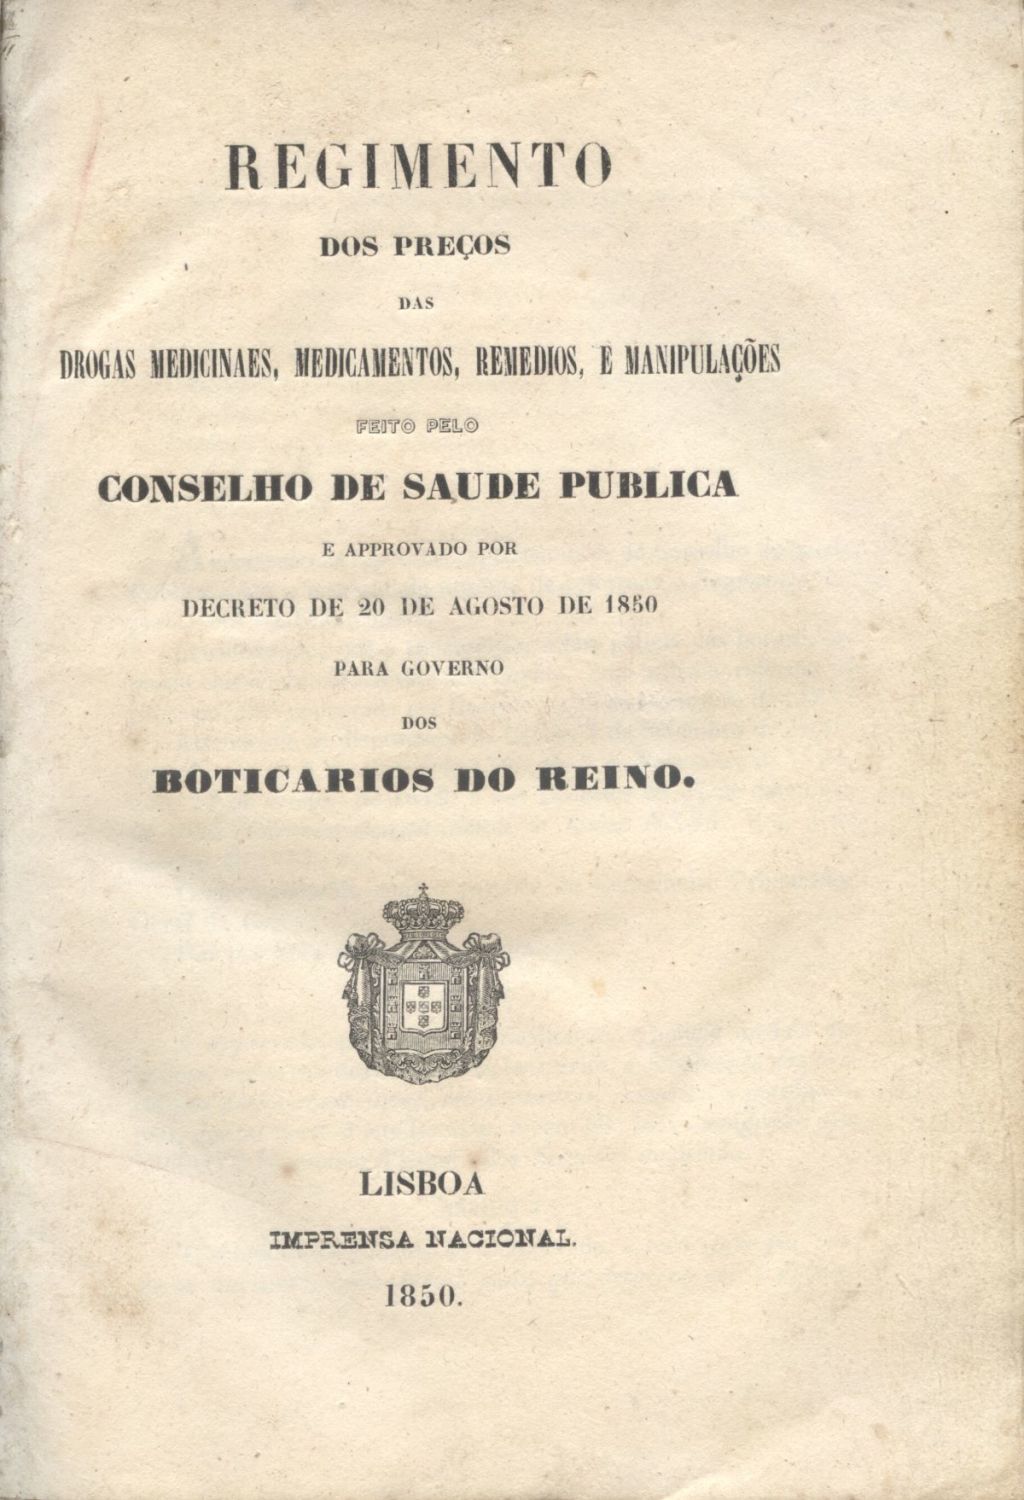 REGIMENTO
DOS PREÇOS
DAS
DROGAS MEDICINAES, MEDICAMENTOS, REMEDIOS, E MANIPULAÇÕES
FEITO PELO
CONSELHO DE SAUDE PUBLICA
E APPROVADO POR
DECRETO DE 20 DE AGOSTO DE 1850
PARA GOVERNO
DOS
BOTICARIOS DO REINO.
LISBOA
IMPRENSA NACIONAL.
1850.